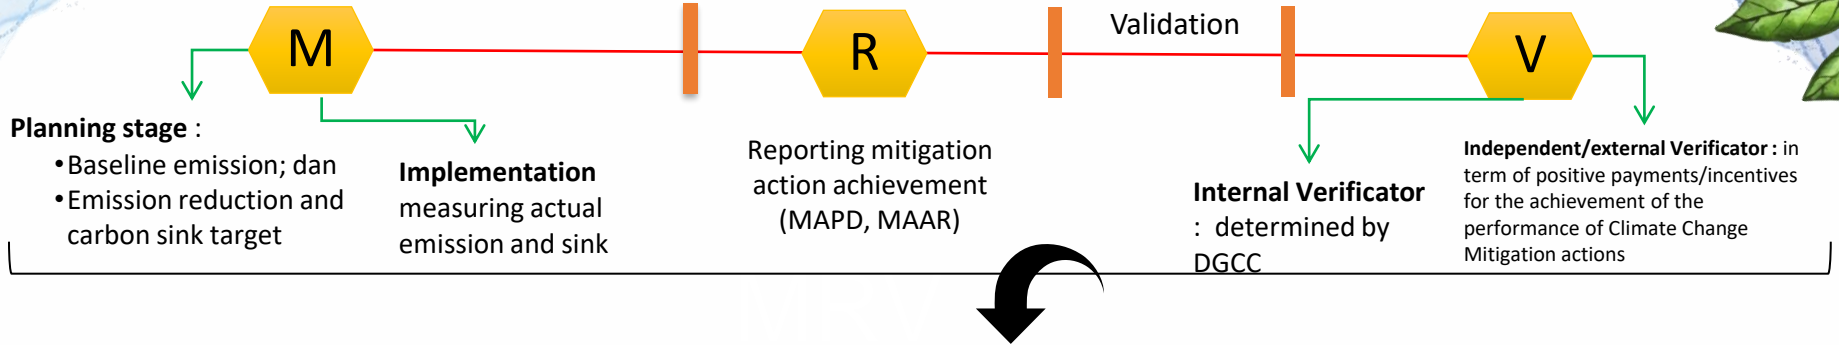 M
R
Validation
V
Planning stage :
•Baseline emission; dan
•Emission reduction and
carbon sink target
Implementation
measuring actual
emission and sink
Reporting mitigation
action achievement
(MAPD, MAAR)
Internal Verificator
: determined by
DGCC
Independent/external Verificator : in
term of positive payments/incentives
for the achievement of the
performance of Climate Change
Mitigation actions